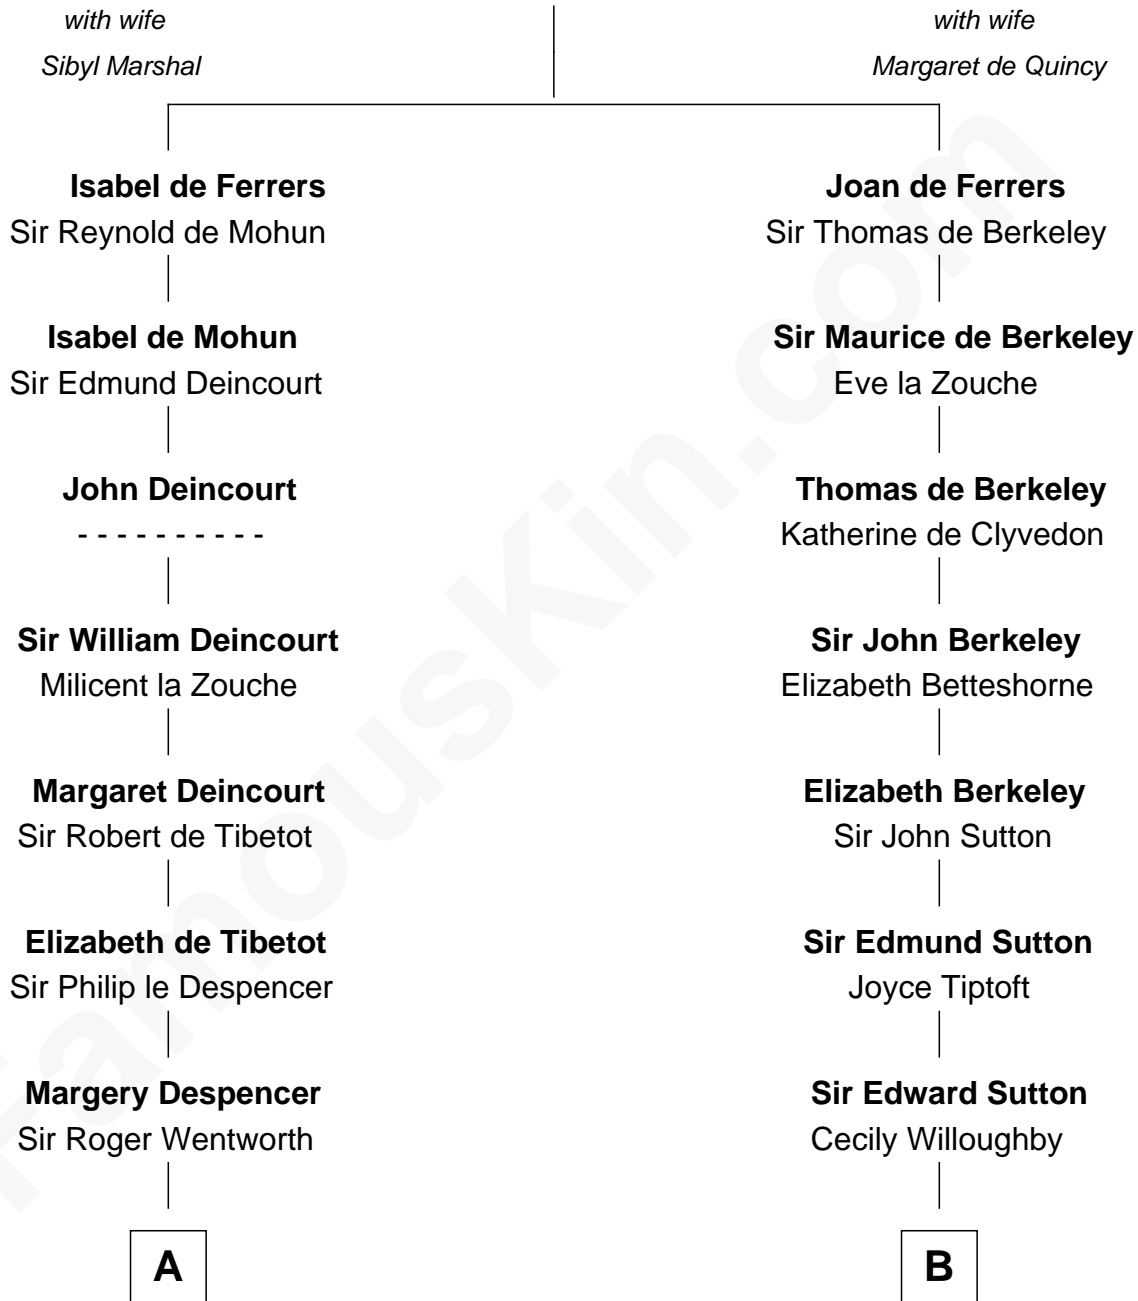 with wife
Sibyl Marshal
with wife
Margaret de Quincy
Isabel de Ferrers
Sir Reynold de Mohun
Joan de Ferrers
Sir Thomas de Berkeley
Isabel de Mohun
Sir Edmund Deincourt
Sir Maurice de Berkeley
Eve la Zouche
John Deincourt
- - - - - - - - - -
Thomas de Berkeley
Katherine de Clyvedon
Sir William Deincourt
Milicent la Zouche
Sir John Berkeley
Elizabeth Betteshorne
Margaret Deincourt
Sir Robert de Tibetot
Elizabeth Berkeley
Sir John Sutton
Elizabeth de Tibetot
Sir Philip le Despencer
Sir Edmund Sutton
Joyce Tiptoft
Margery Despencer
Sir Roger Wentworth
Sir Edward Sutton
Cecily Willoughby
A
B
FamousKin.com